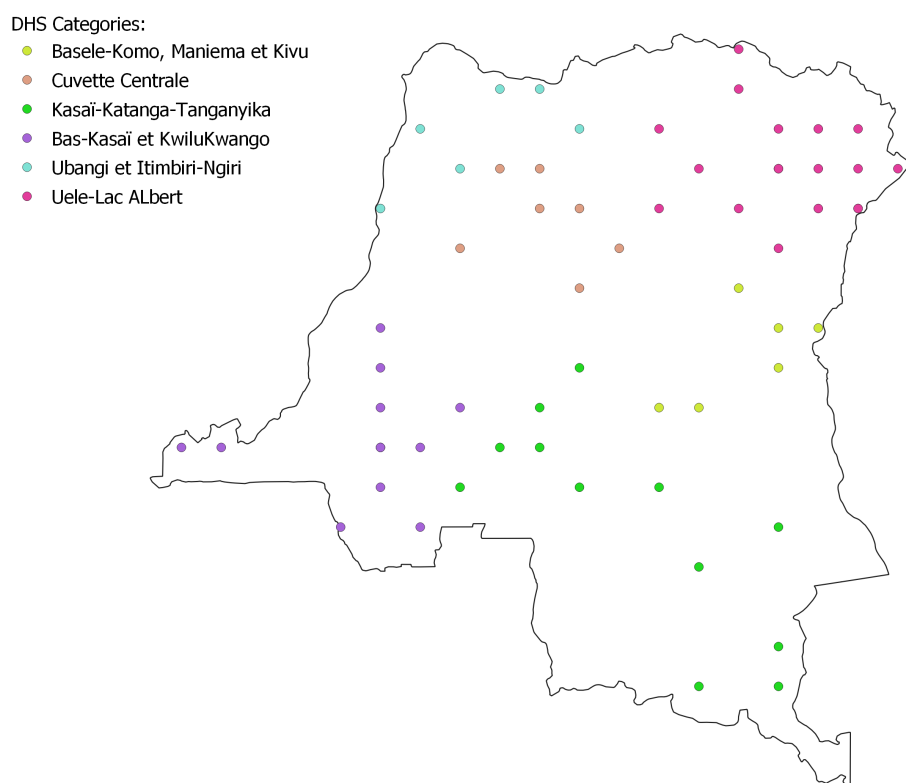 DHS Categories:
Basele-Komo, Maniema et Kivu
Cuvette Centrale
Kasaï-Katanga-Tanganyika
Bas-Kasaï et KwiluKwango
Ubangi et Itimbiri-Ngiri
Uele-Lac ALbert